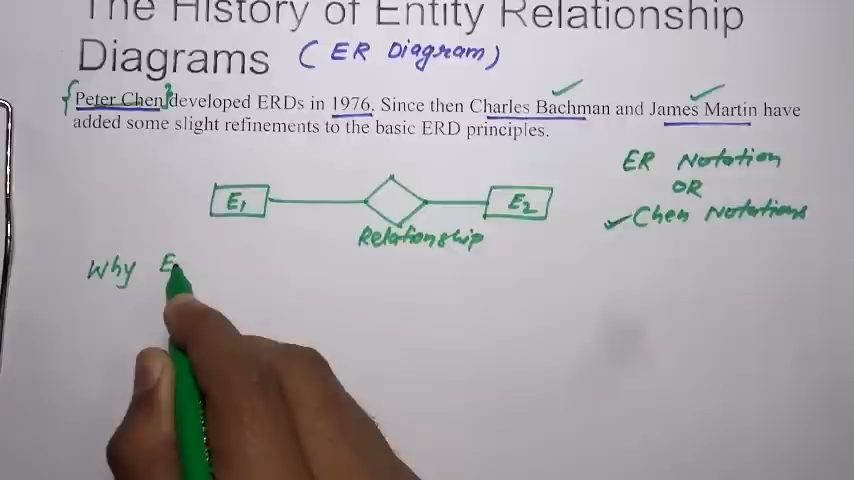 The History of Entity Relationship
Diagrams (ER Diagram)
{Peter Chen} developed ERDs in 1976. Since then Charles Bachman and James Martin have
added some slight refinements to the basic ERD principles.
ER Notation
OR
Chen Notations
E1
E2
Relationship
Why E